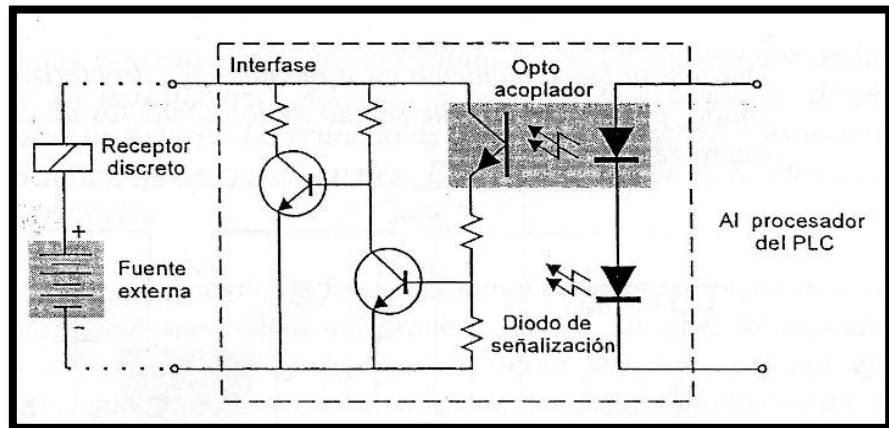 Interfase
Opto
acoplador
Receptor
discreto
+
Fuente
externa
-
Al procesador
del PLC
Diodo de
señalización